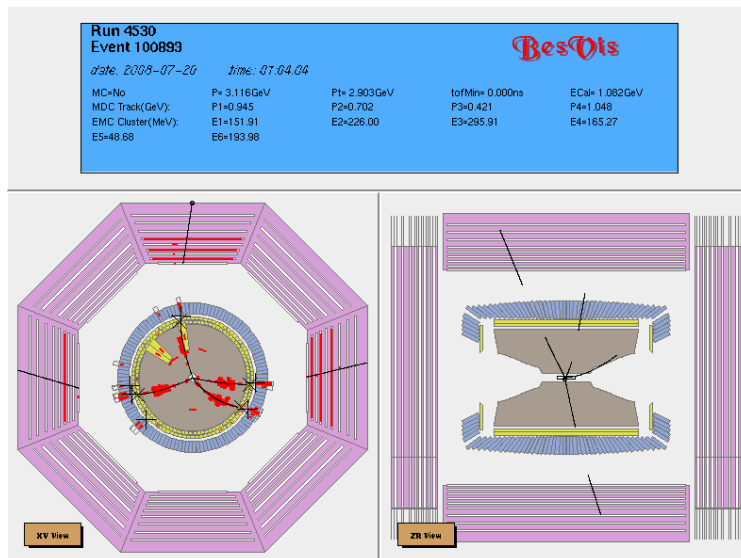 Run 4530
Event 100893
BesVis
date: 2008-07-20 time: 01:04:04
MC=No P= 3.116GeV Pt= 2.903GeV tofMin= 0.000ns ECal= 1.082GeV
MDC Track(GeV): P1=0.945 P2=0.702 P3=0.421 P4=1.048
EMC Cluster(MeV): E1=151.91 E2=226.00 E3=295.91 E4=165.27
E5=48.68 E6=193.98
XY View
ZR View